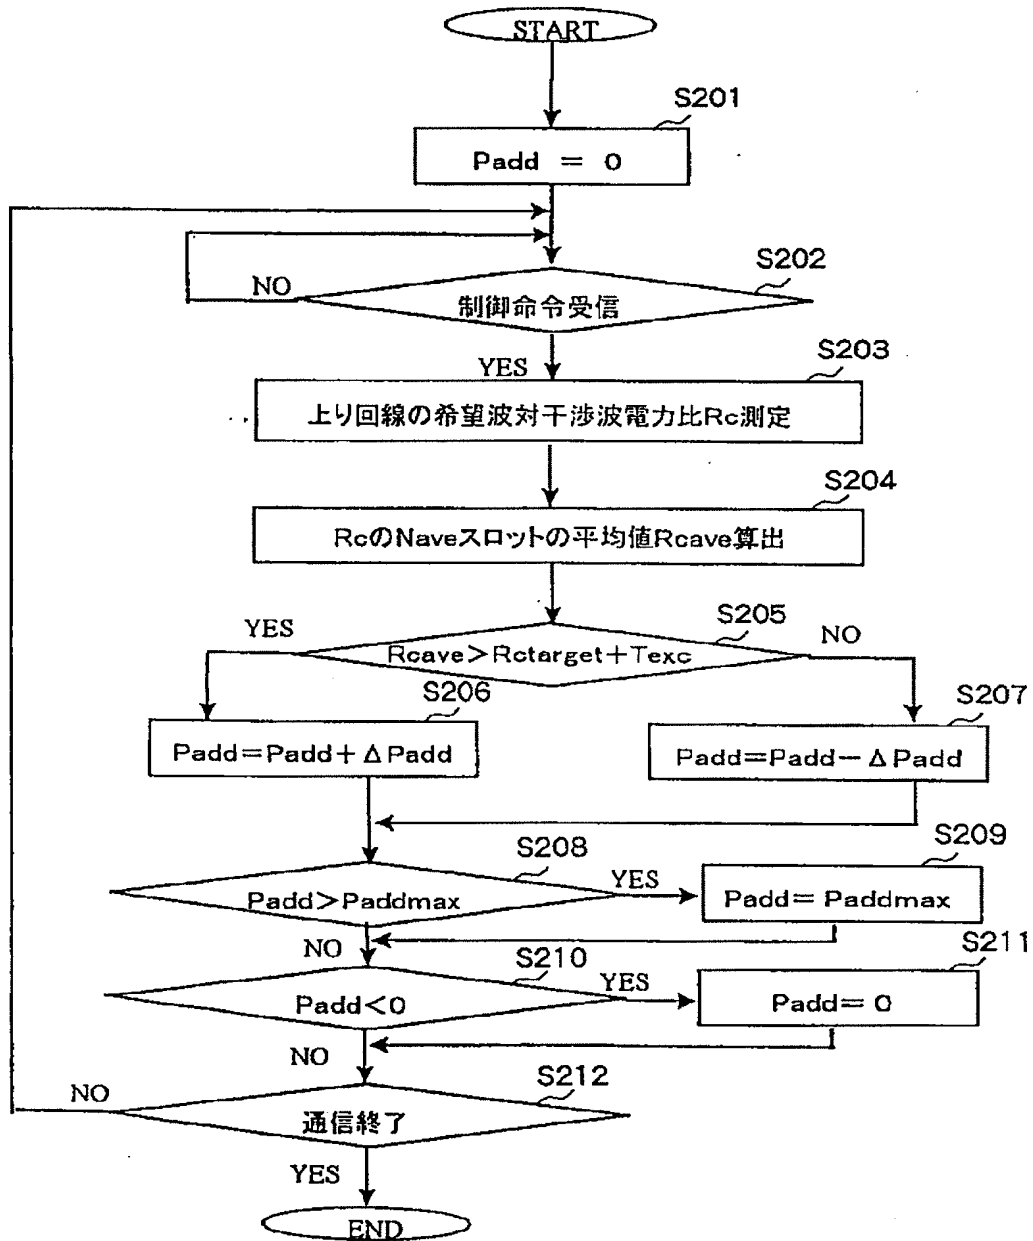 START
S201
Padd = 0
S202
NO
制御命令受信
YES
S203
上り回線の希望波対干渉波電力比Rc測定
S204
RcのNaveスロットの平均値Rcave算出
S205
YES
NO
Rcave>Rctarget+Texc
S206
S207
Padd=Padd+ΔPadd
Padd=Padd-ΔPadd
S208
S209
Padd>Paddmax
YES
Padd= Paddmax
NO
S210
S211
Padd<0
YES
Padd= 0
NO
S212
NO
通信終了
YES
END